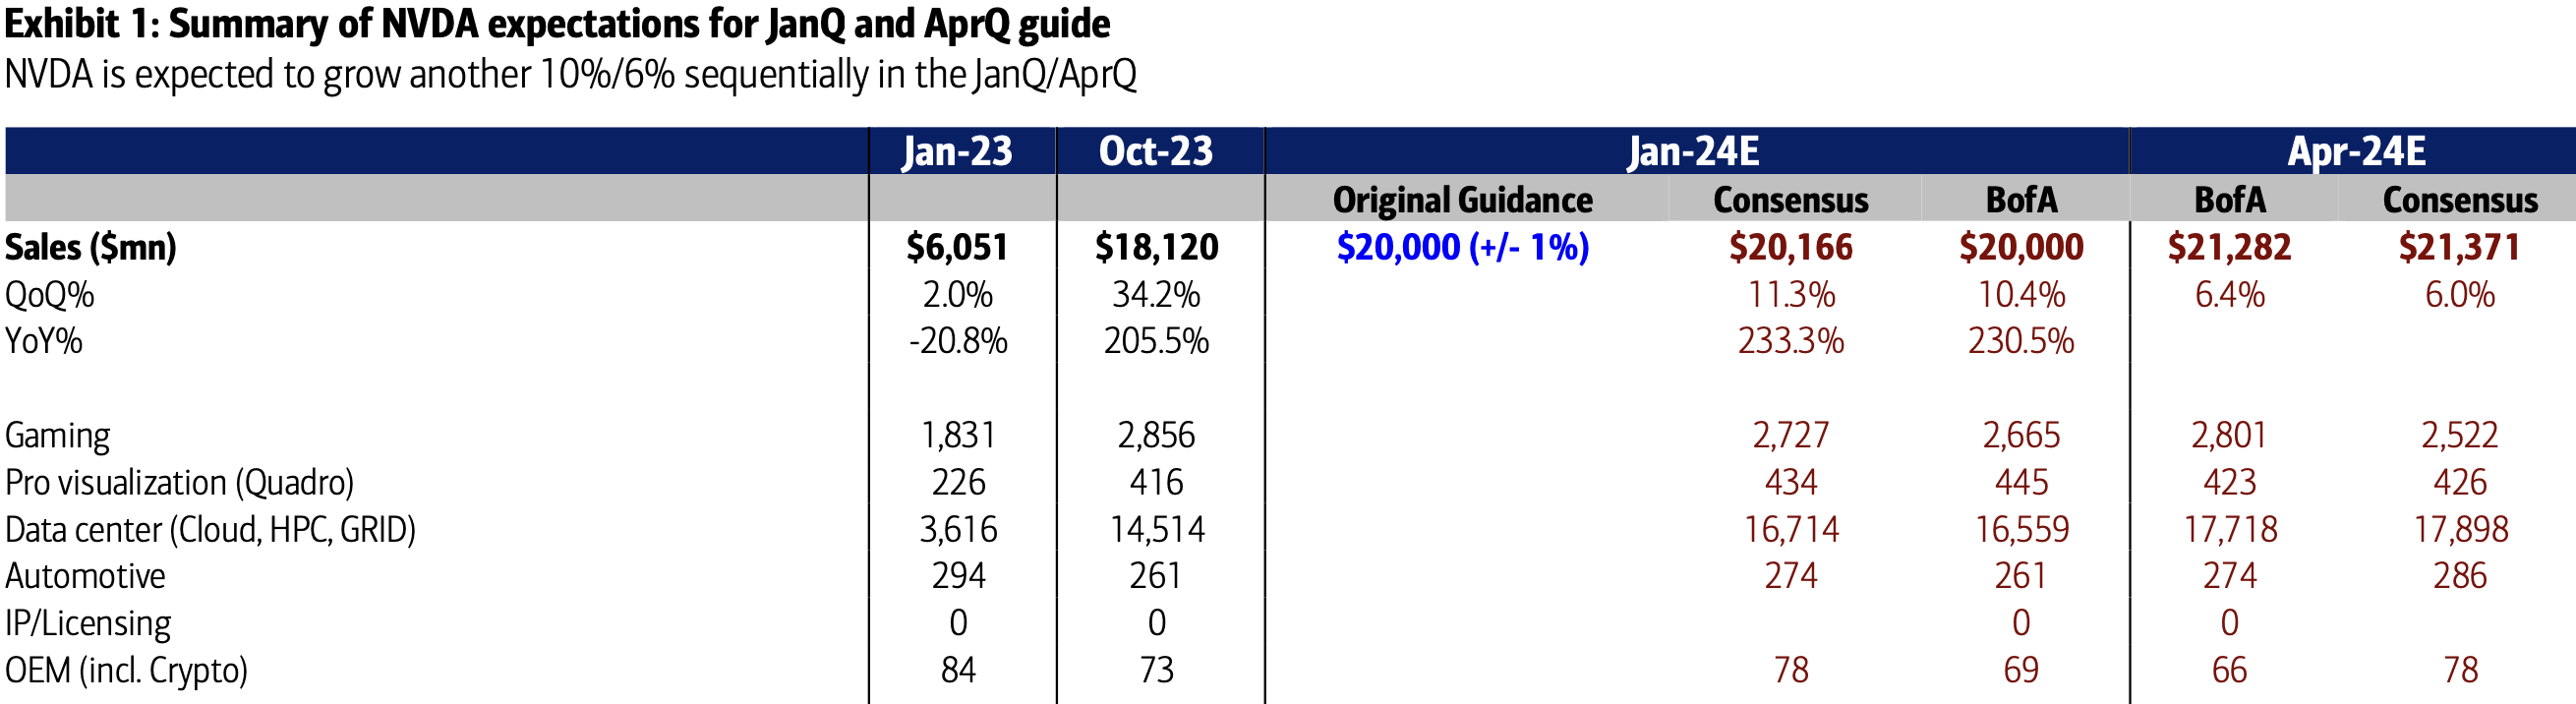 Exhibit 1: Summary of NVDA expectations for JanQ and AprQ guide
NVDA is expected to grow another 10%/6% sequentially in the JanQ/AprQ
Jan-23 Oct-23 Jan-24E Apr-24E
Original Guidance Consensus BofA BofA Consensus
Sales ($mn) $6,051 $18,120 $20,000 (+/- 1%) $20,166 $20,000 $21,282 $21,371
QoQ% 2.0% 34.2% 11.3% 10.4% 6.4% 6.0%
YoY% -20.8% 205.5% 233.3% 230.5%
Gaming 1,831 2,856 2,727 2,665 2,801 2,522
Pro visualization (Quadro) 226 416 434 445 423 426
Data center (Cloud, HPC, GRID) 3,616 14,514 16,714 16,559 17,718 17,898
Automotive 294 261 274 261 274 286
IP/Licensing 0 0 0 0
OEM (incl. Crypto) 84 73 78 69 66 78